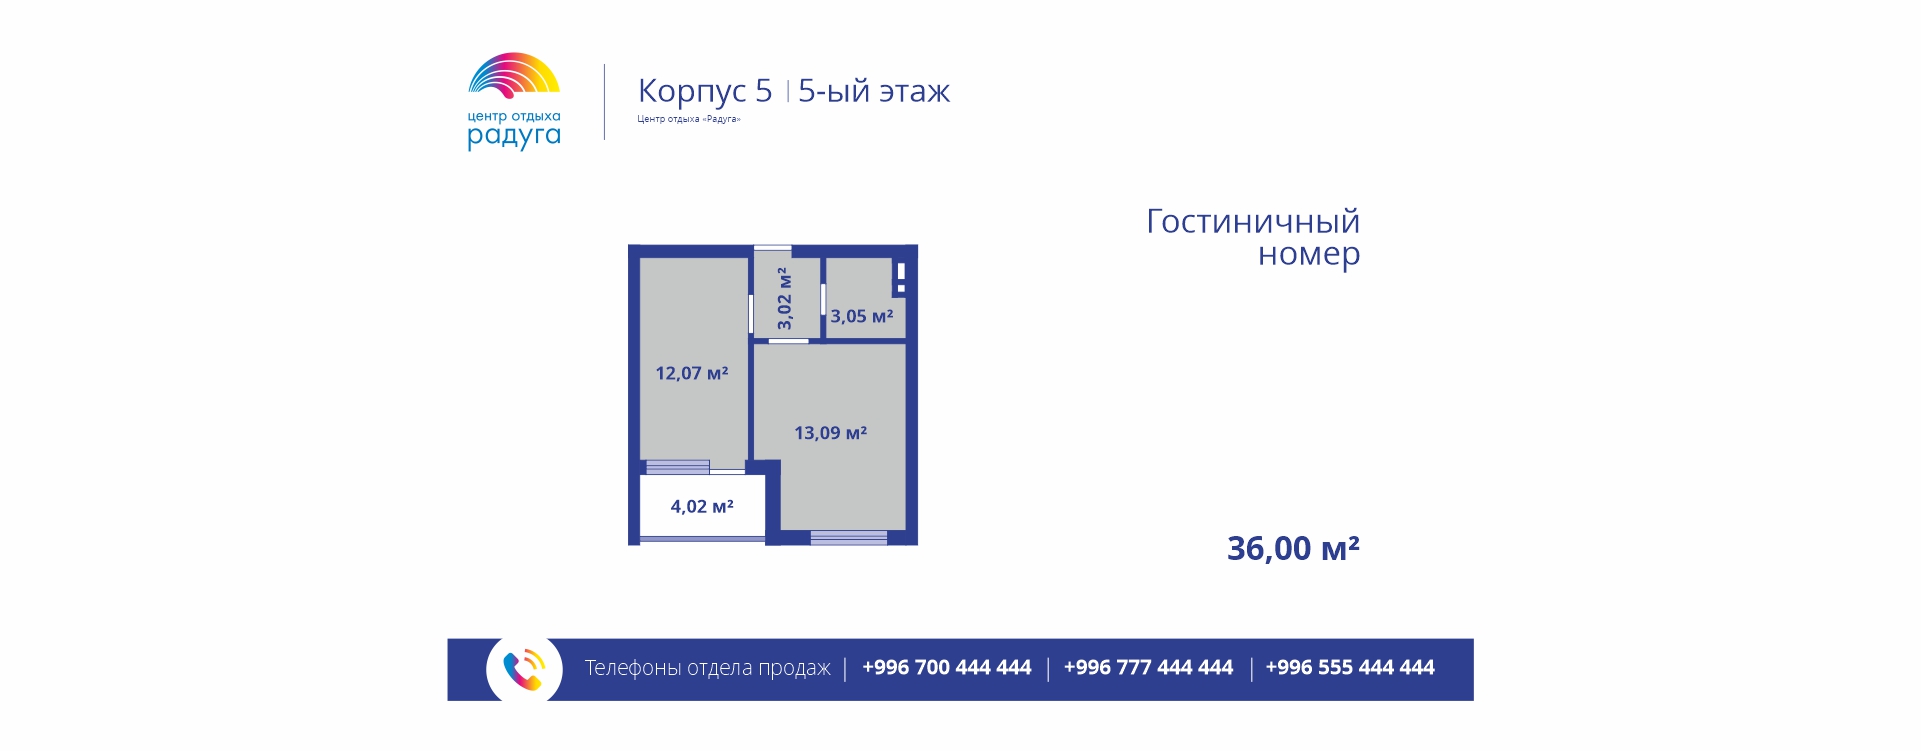 центр отдыха
радуга
Корпус 5 | 5-ый этаж
Центр отдыха «Радуга»
Гостиничный
номер
3,02 м²
3,05 м²
12,07 м²
13,09 м²
4,02 м²
36,00 м²
Телефоны отдела продаж | +996 700 444 444 | +996 777 444 444 | +996 555 444 444